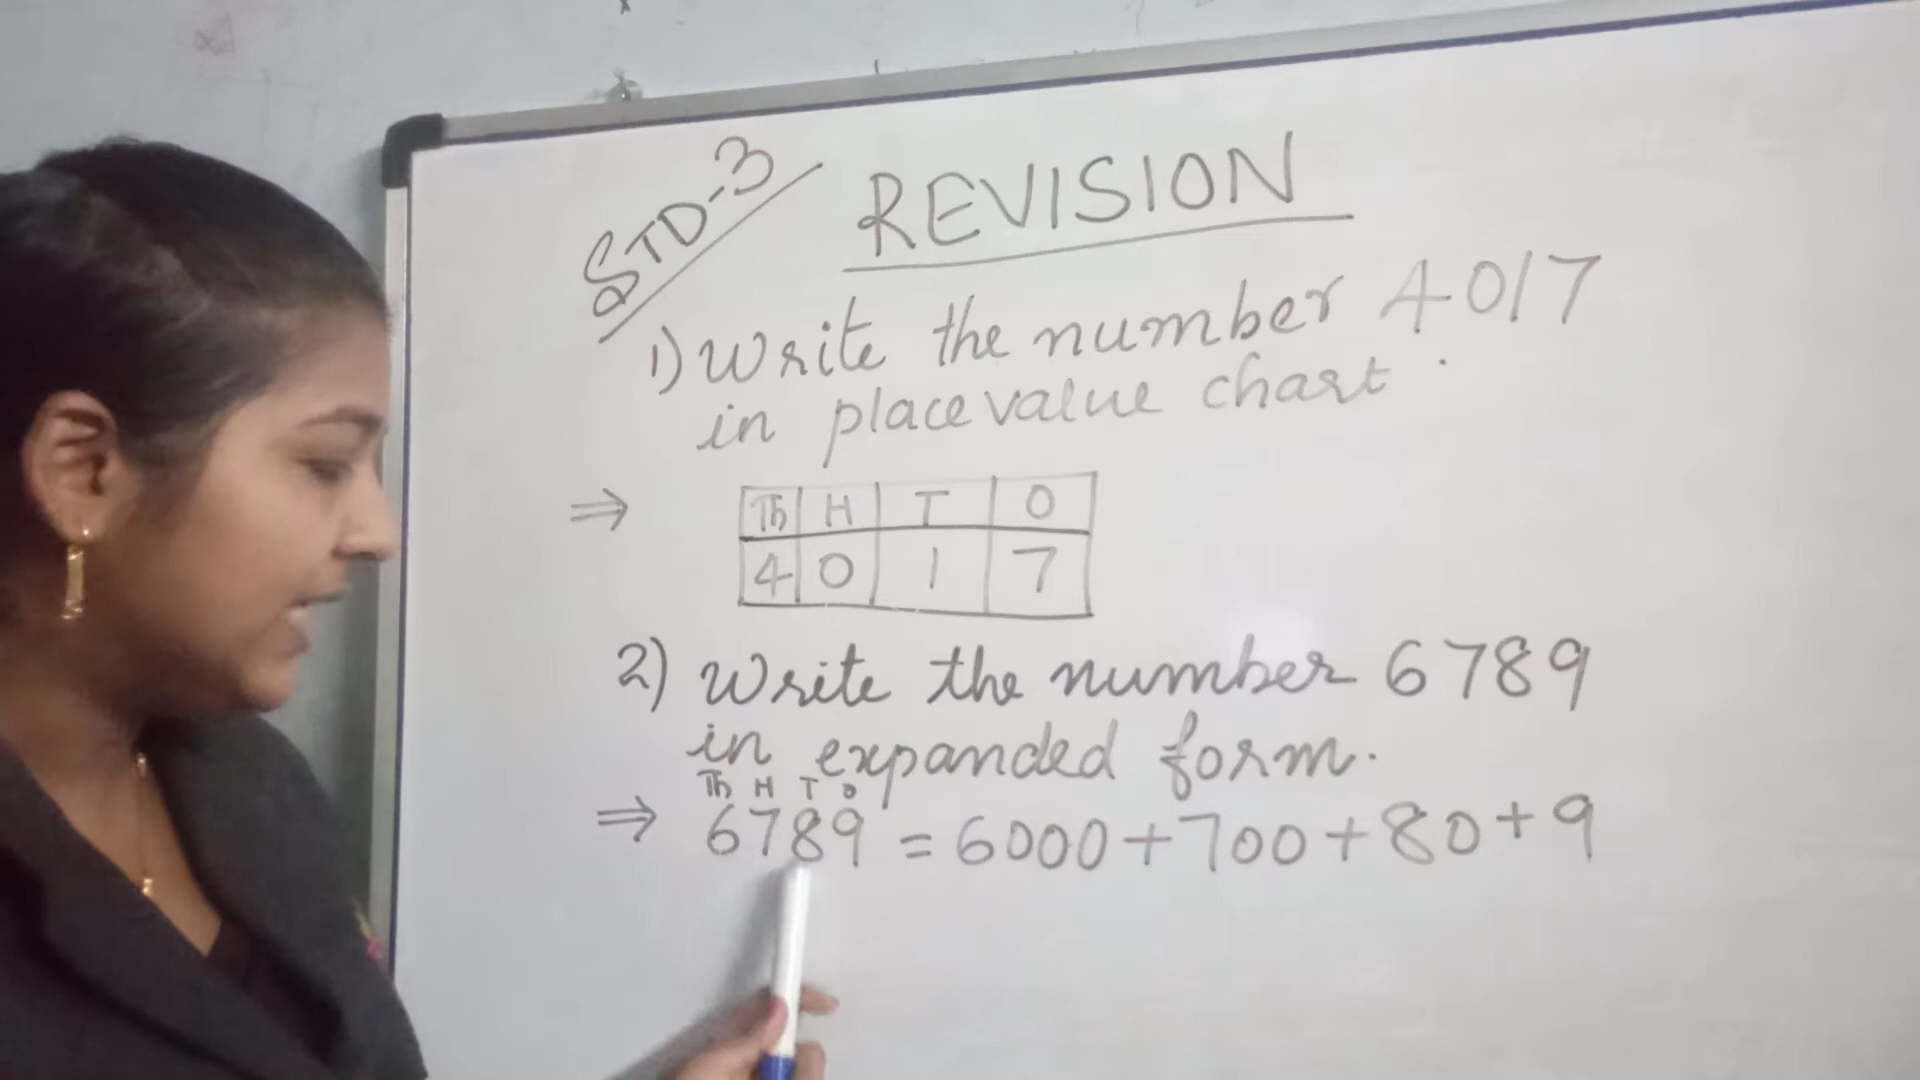 STD-3
REVISION
1) Write the number 4017
in place value chart.
⇒ Th H T O
4 0 1 7
2) Write the number 6789
in expanded form.
Th H T O
⇒ 6789 = 6000+700+80+9